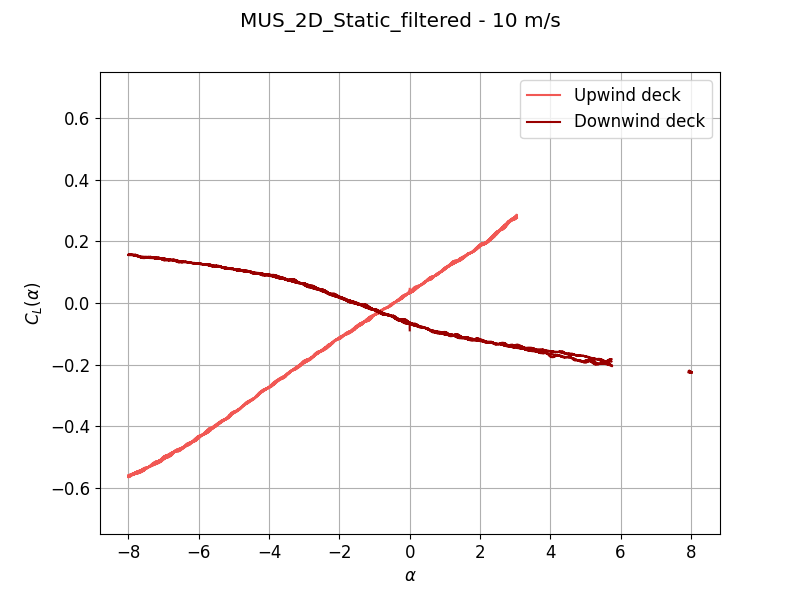 MUS_2D_Static_filtered - 10 m/s
Upwind deck
Downwind deck
0.6
0.4
0.2
0.0
−0.2
−0.4
−0.6
C_L(α)
−8 −6 −4 −2 0 2 4 6 8
α